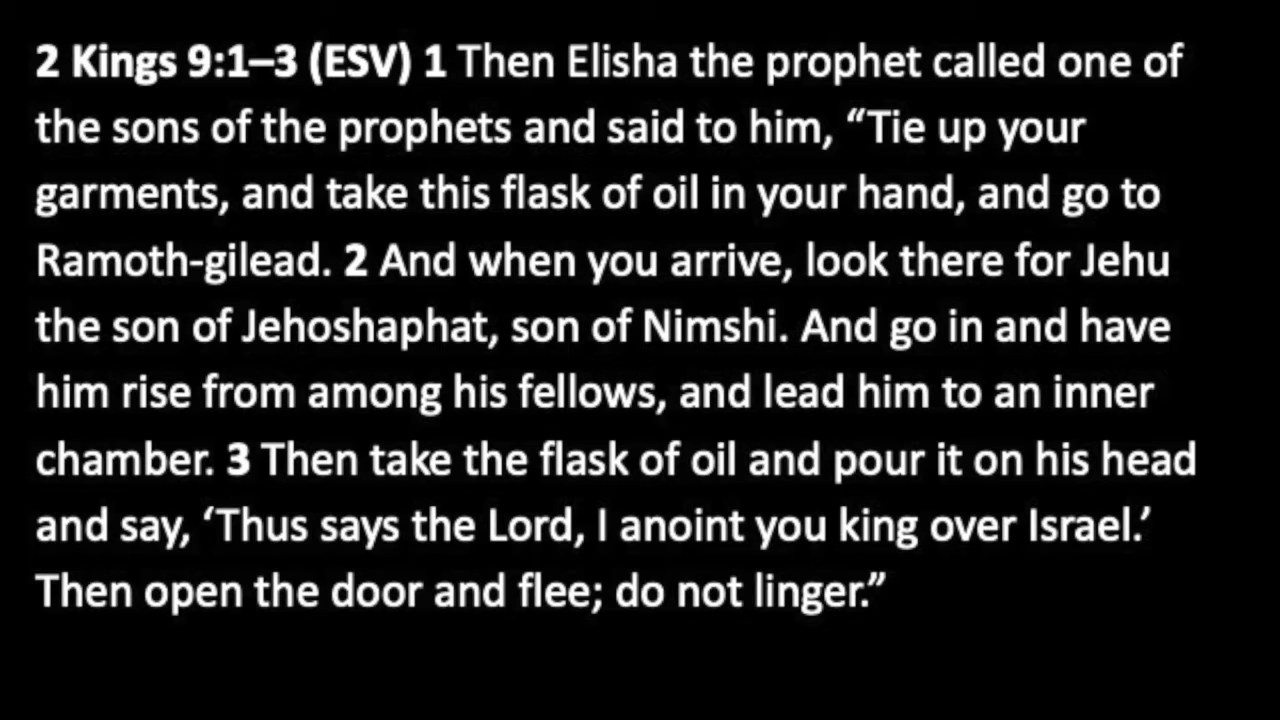 2 Kings 9:1–3 (ESV) 1 Then Elisha the prophet called one of
the sons of the prophets and said to him, “Tie up your
garments, and take this flask of oil in your hand, and go to
Ramoth-gilead. 2 And when you arrive, look there for Jehu
the son of Jehoshaphat, son of Nimshi. And go in and have
him rise from among his fellows, and lead him to an inner
chamber. 3 Then take the flask of oil and pour it on his head
and say, ‘Thus says the Lord, I anoint you king over Israel.’
Then open the door and flee; do not linger.”